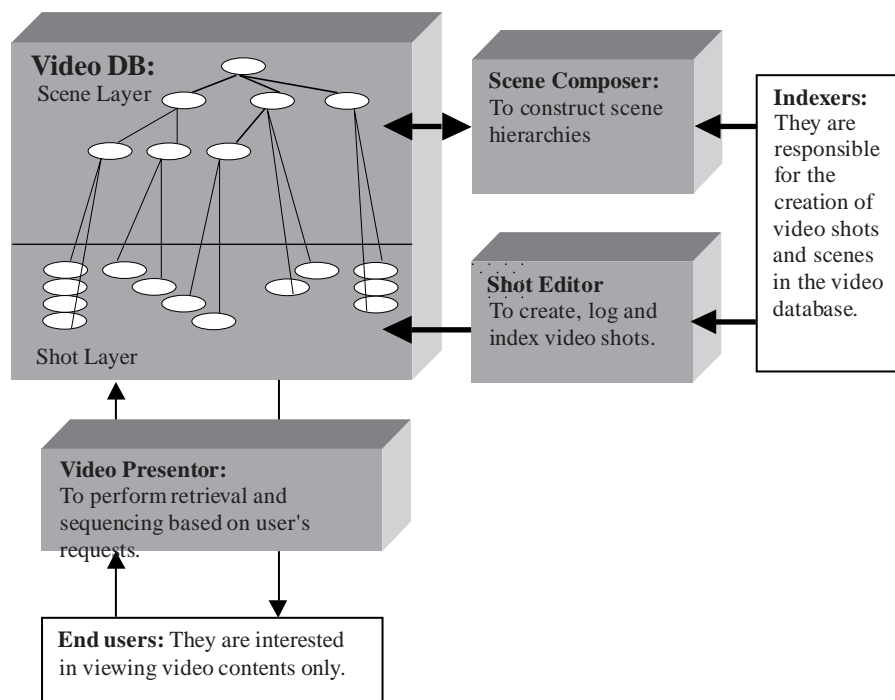 Video DB:
Scene Layer
Shot Layer
Scene Composer:
To construct scene
hierarchies
Indexers:
They are
responsible
for the
creation of
video shots
and scenes
in the video
database.
Shot Editor
To create, log and
index video shots.
Video Presentor:
To perform retrieval and
sequencing based on user's
requests.
End users: They are interested
in viewing video contents only.